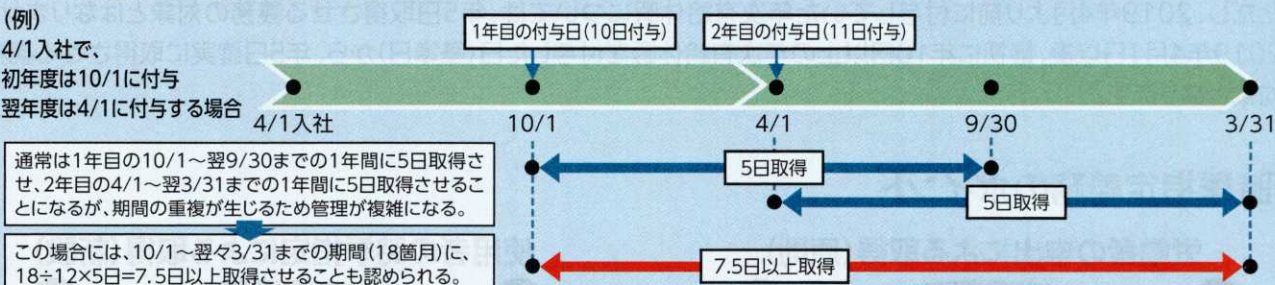 (例)
4/1入社で、
初年度は10/1に付与
翌年度は4/1に付与する場合
1年目の付与日(10日付与)
2年目の付与日(11日付与)
4/1入社
10/1
4/1
9/30
3/31
通常は1年目の10/1～翌9/30までの1年間に5日取得さ
せ、2年目の4/1～翌3/31までの1年間に5日取得させるこ
とになるが、期間の重複が生じるため管理が複雑になる。
5日取得
5日取得
この場合には、10/1～翌々3/31までの期間(18箇月)に、
18÷12×5日=7.5日以上取得させることも認められる。
7.5日以上取得